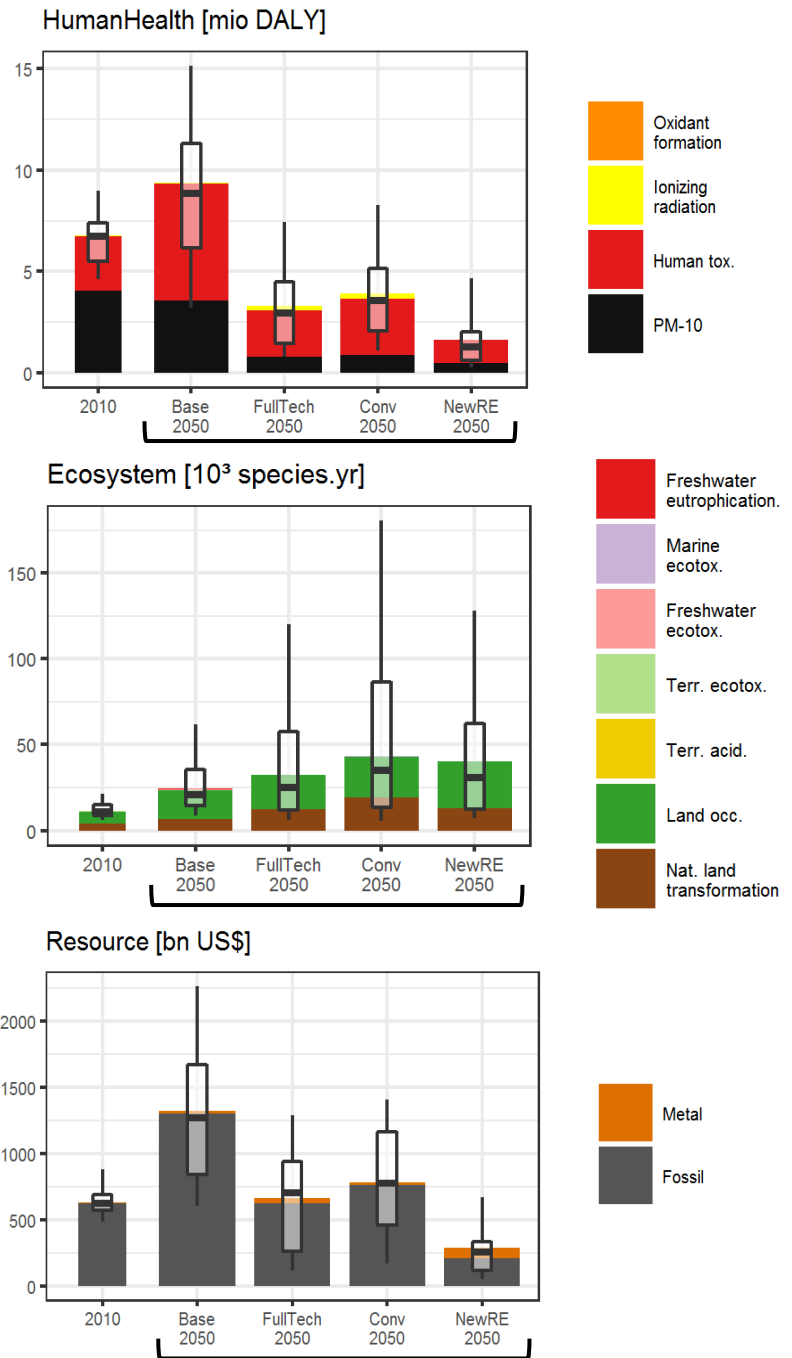 HumanHealth [mio DALY]
15
10
5
0
2010
Base
2050
FullTech
2050
Conv
2050
NewRE
2050
Oxidant
formation
Ionizing
radiation
Human tox.
PM-10
Ecosystem [10³ species.yr]
150
100
50
0
2010
Base
2050
FullTech
2050
Conv
2050
NewRE
2050
Freshwater
eutrophication.
Marine
ecotox.
Freshwater
ecotox.
Terr. ecotox.
Terr. acid.
Land occ.
Nat. land
transformation
Resource [bn US$]
2000
1500
1000
500
0
2010
Base
2050
FullTech
2050
Conv
2050
NewRE
2050
Metal
Fossil